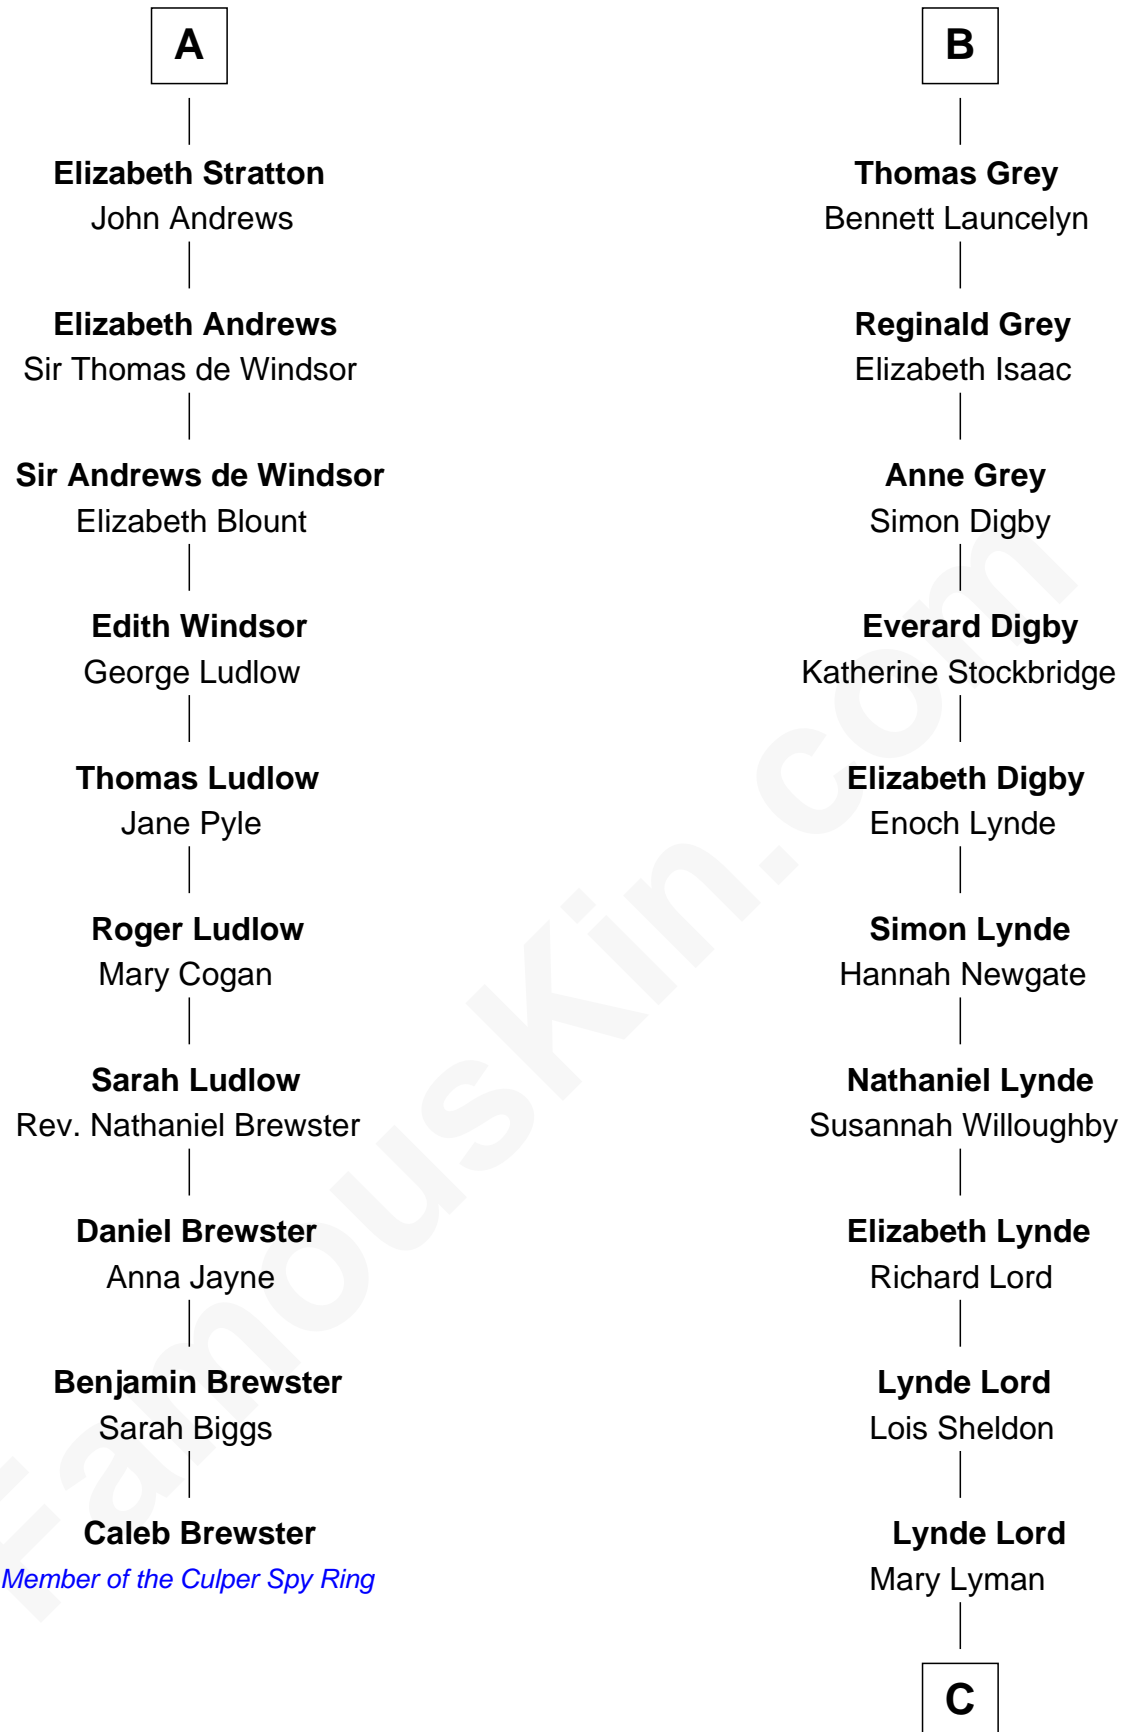 A
Elizabeth Stratton
John Andrews
Elizabeth Andrews
Sir Thomas de Windsor
Sir Andrews de Windsor
Elizabeth Blount
Edith Windsor
George Ludlow
Thomas Ludlow
Jane Pyle
Roger Ludlow
Mary Cogan
Sarah Ludlow
Rev. Nathaniel Brewster
Daniel Brewster
Anna Jayne
Benjamin Brewster
Sarah Biggs
Caleb Brewster
Member of the Culper Spy Ring
B
Thomas Grey
Bennett Launcelyn
Reginald Grey
Elizabeth Isaac
Anne Grey
Simon Digby
Everard Digby
Katherine Stockbridge
Elizabeth Digby
Enoch Lynde
Simon Lynde
Hannah Newgate
Nathaniel Lynde
Susannah Willoughby
Elizabeth Lynde
Richard Lord
Lynde Lord
Lois Sheldon
Lynde Lord
Mary Lyman
C
FamousKin.com